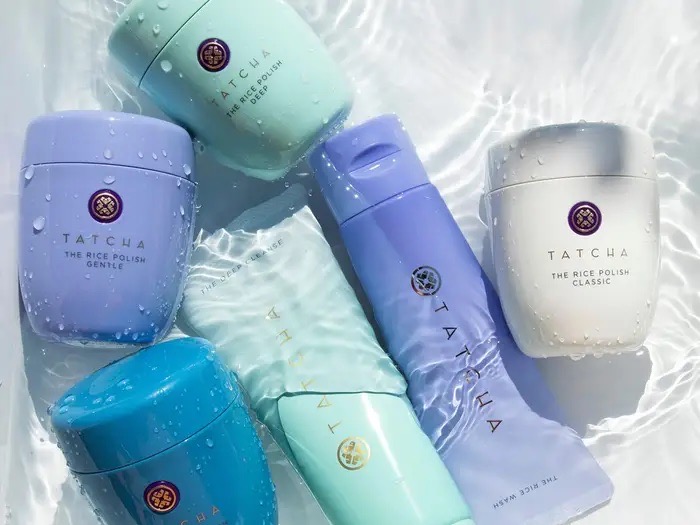 TATCHA
THE RICE POLISH
DEEP
TATCHA
THE RICE POLISH
GENTLE
TATCHA
THE RICE POLISH
CLASSIC
THE DEEP CLEANSE
TATCHA
TATCHA
THE RICE WASH
TATCHA